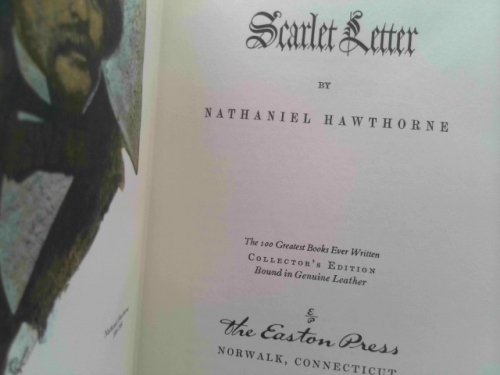 Scarlet Letter
BY
NATHANIEL HAWTHORNE
The 100 Greatest Books Ever Written
COLLECTOR'S EDITION
Bound in Genuine Leather
The Easton Press
NORWALK, CONNECTICUT